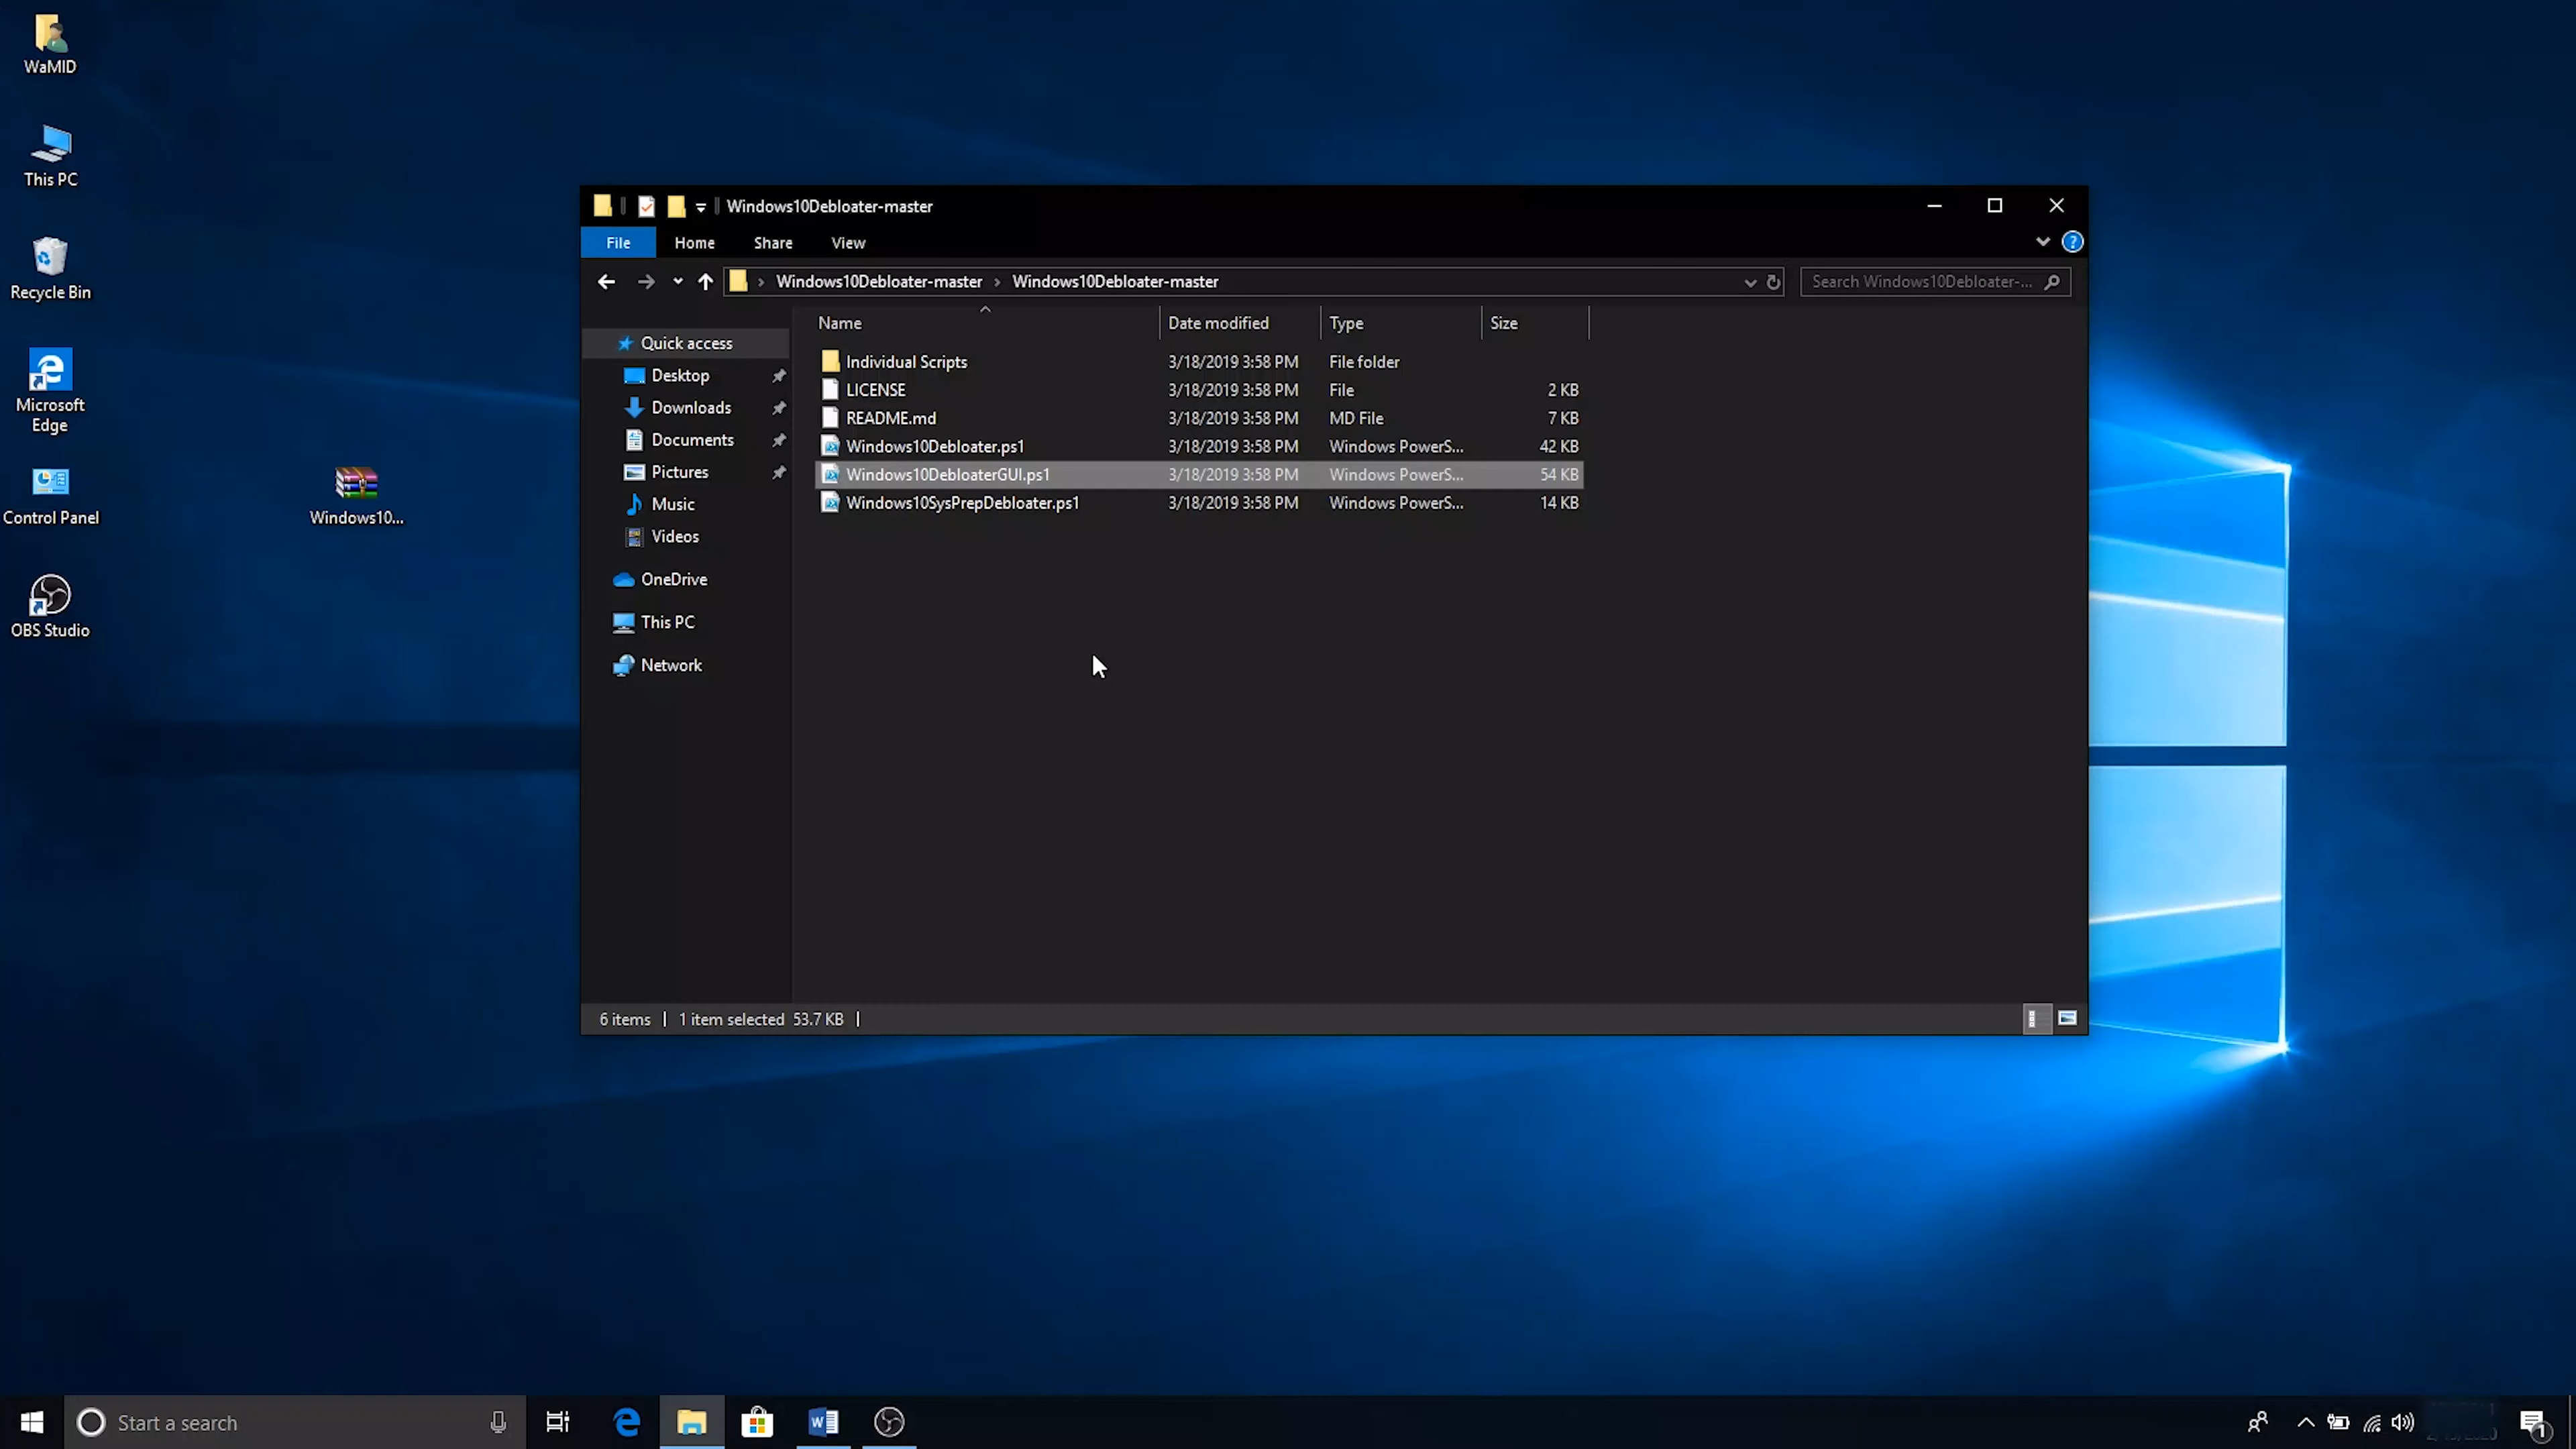 WaMID
This PC
Recycle Bin
Microsoft
Edge
Control Panel
OBS Studio
Windows10...
Windows10Debloater-master
File Home Share View
Windows10Debloater-master Windows10Debloater-master
Search Windows10Debloater-...
Name Date modified Type Size
Quick access
Desktop
Downloads
Documents
Pictures
Music
Videos
OneDrive
This PC
Network
Individual Scripts 3/18/2019 3:58 PM File folder
LICENSE 3/18/2019 3:58 PM File 2 KB
README.md 3/18/2019 3:58 PM MD File 7 KB
Windows10Debloater.ps1 3/18/2019 3:58 PM Windows PowerS... 42 KB
Windows10DebloaterGUI.ps1 3/18/2019 3:58 PM Windows PowerS... 54 KB
Windows10SysPrepDebloater.ps1 3/18/2019 3:58 PM Windows PowerS... 14 KB
6 items 1 item selected 53.7 KB
Start a search
1